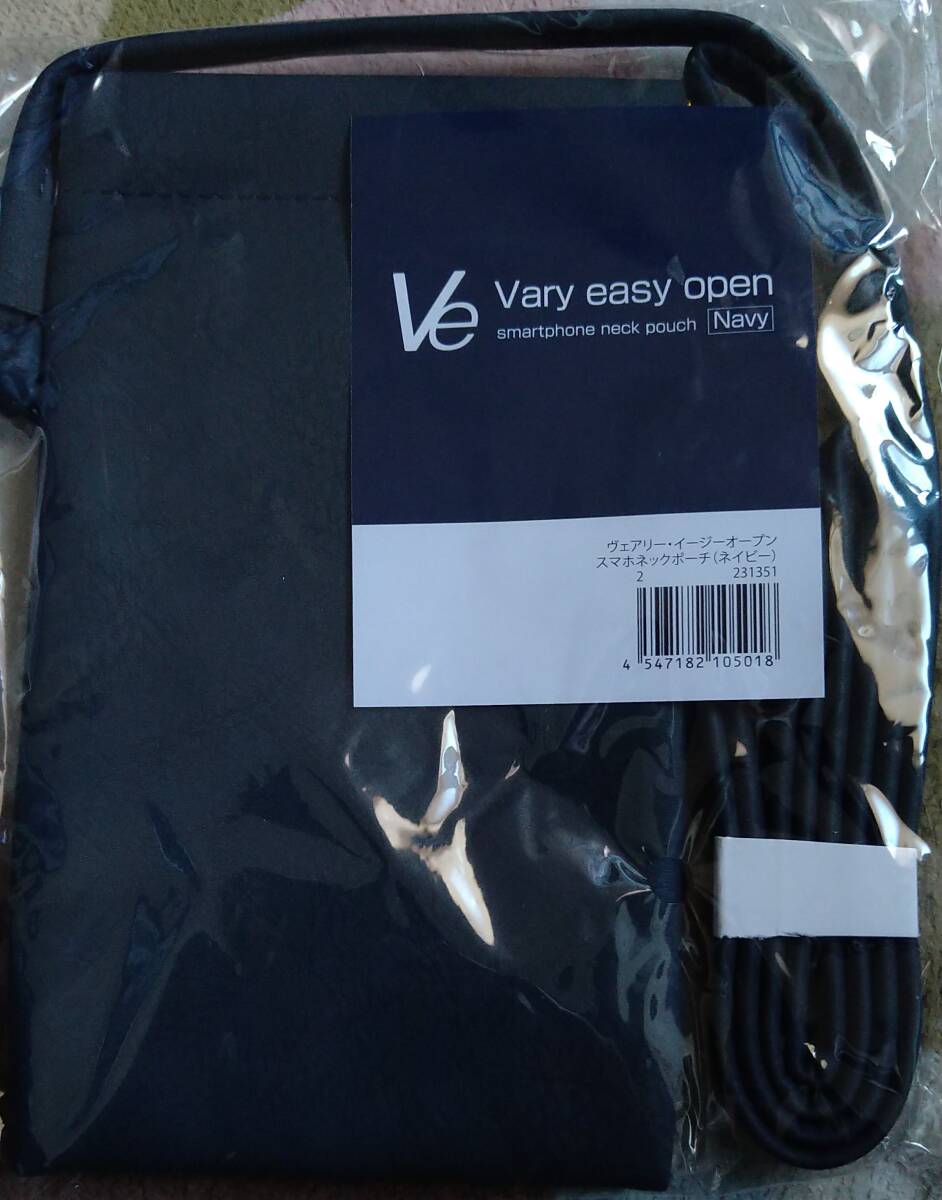 Ve
Vary easy open
smartphone neck pouch Navy
ヴェアリー・イージーオープン
スマホネックポーチ(ネイビー)
2 231351
4 547182 105018